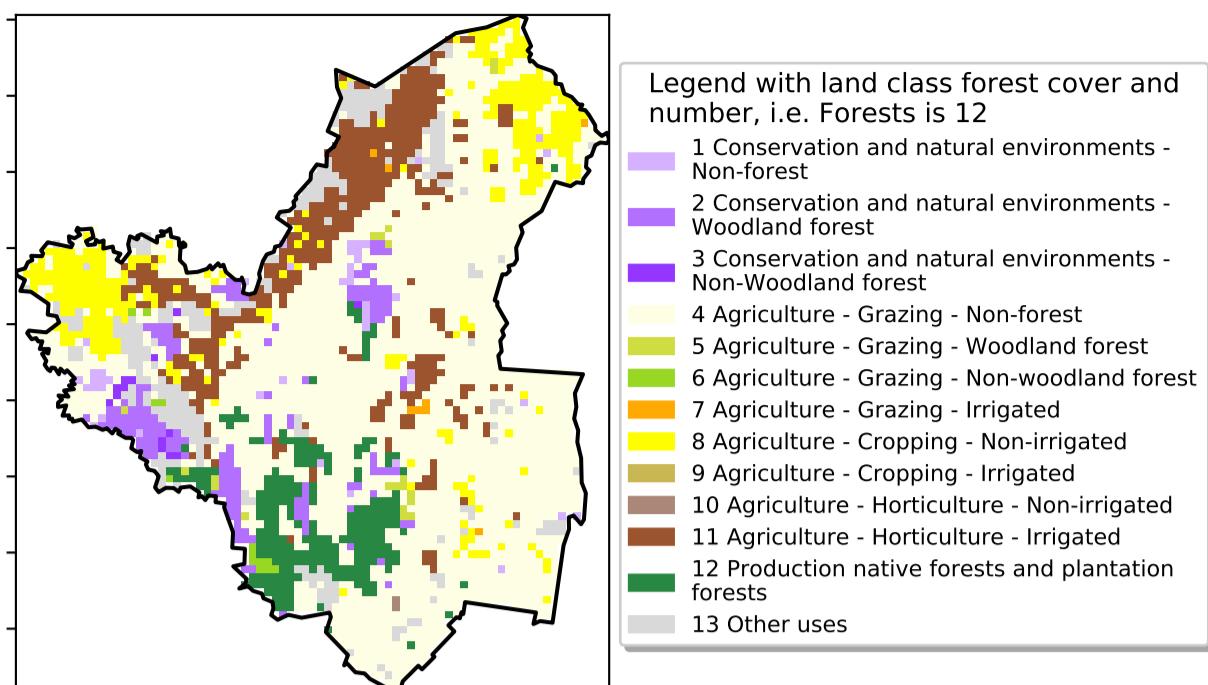 Legend with land class forest cover and
number, i.e. Forests is 12
1 Conservation and natural environments -
Non-forest
2 Conservation and natural environments -
Woodland forest
3 Conservation and natural environments -
Non-Woodland forest
4 Agriculture - Grazing - Non-forest
5 Agriculture - Grazing - Woodland forest
6 Agriculture - Grazing - Non-woodland forest
7 Agriculture - Grazing - Irrigated
8 Agriculture - Cropping - Non-irrigated
9 Agriculture - Cropping - Irrigated
10 Agriculture - Horticulture - Non-irrigated
11 Agriculture - Horticulture - Irrigated
12 Production native forests and plantation
forests
13 Other uses